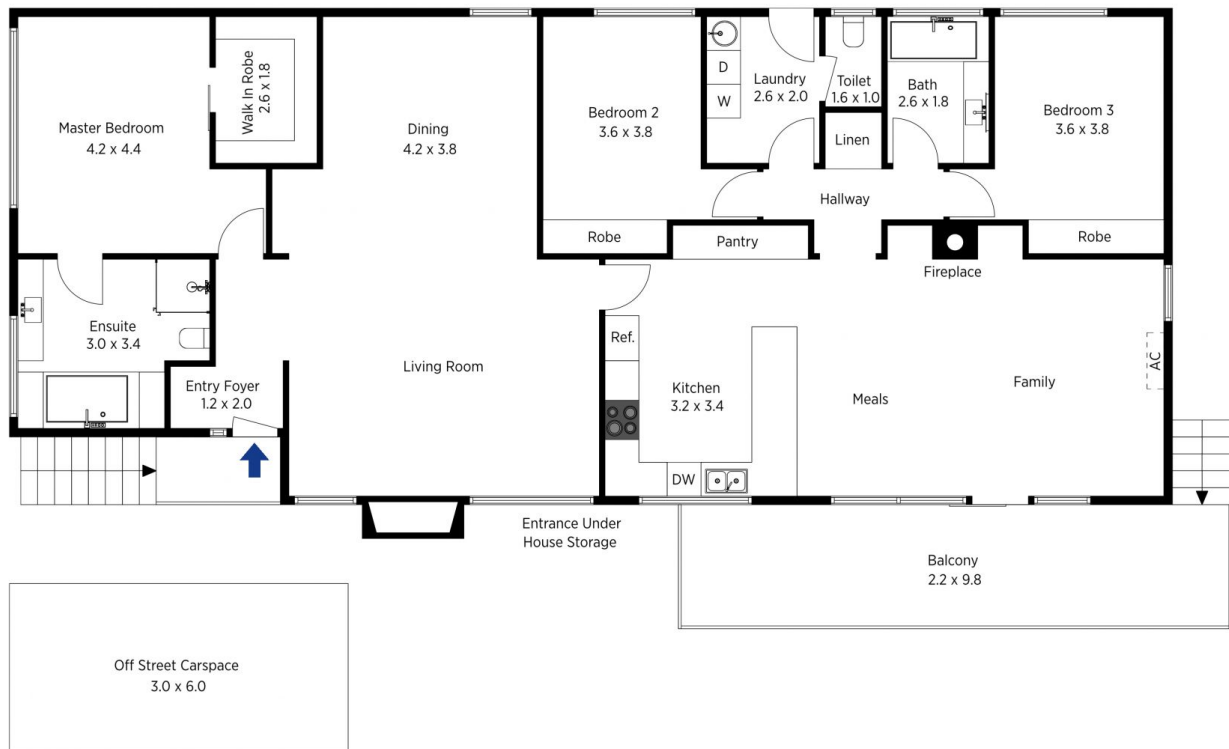 Master Bedroom
4.2 x 4.4
Walk In Robe
2.6 x 1.8
Dining
4.2 x 3.8
Bedroom 2
3.6 x 3.8
D
W
Laundry
2.6 x 2.0
Toilet
1.6 x 1.0
Linen
Bath
2.6 x 1.8
Bedroom 3
3.6 x 3.8
Hallway
Robe
Pantry
Fireplace
Robe
Ensuite
3.0 x 3.4
Entry Foyer
1.2 x 2.0
Living Room
Ref.
Kitchen
3.2 x 3.4
DW
Meals
Family
AC
Entrance Under
House Storage
Balcony
2.2 x 9.8
Off Street Carspace
3.0 x 6.0